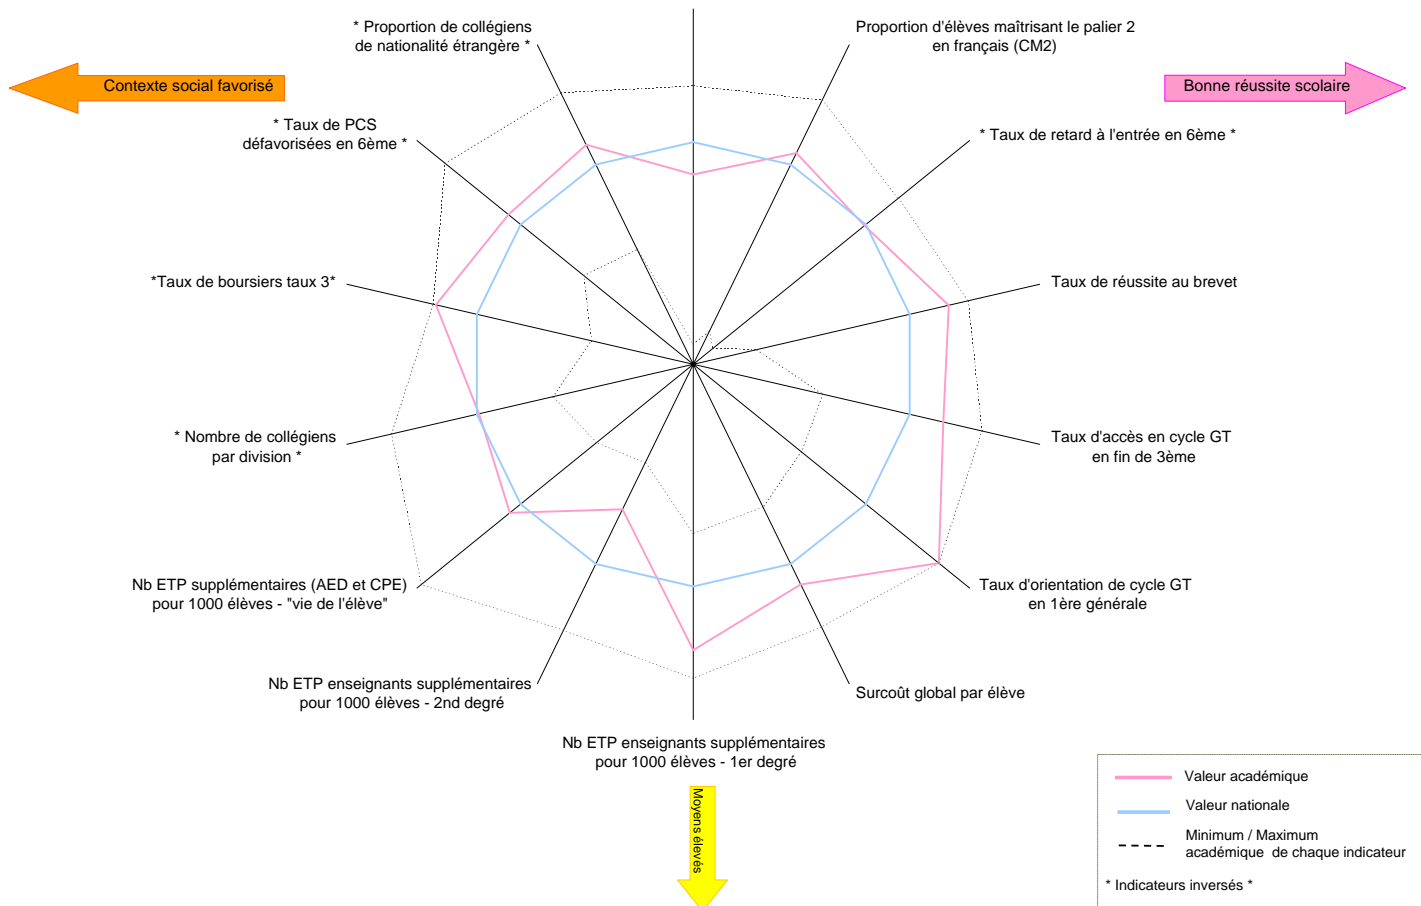 * Proportion de collégiens
de nationalité étrangère *
Proportion d'élèves maîtrisant le palier 2
en français (CM2)
Contexte social favorisé
Bonne réussite scolaire
* Taux de PCS
défavorisées en 6ème *
* Taux de retard à l'entrée en 6ème *
*Taux de boursiers taux 3*
Taux de réussite au brevet
* Nombre de collégiens
par division *
Taux d'accès en cycle GT
en fin de 3ème
Nb ETP supplémentaires (AED et CPE)
pour 1000 élèves - "vie de l'élève"
Taux d'orientation de cycle GT
en 1ère générale
Nb ETP enseignants supplémentaires
pour 1000 élèves - 2nd degré
Surcoût global par élève
Nb ETP enseignants supplémentaires
pour 1000 élèves - 1er degré
Moyens élevés
Valeur académique
Valeur nationale
Minimum / Maximum
académique de chaque indicateur
* Indicateurs inversés *